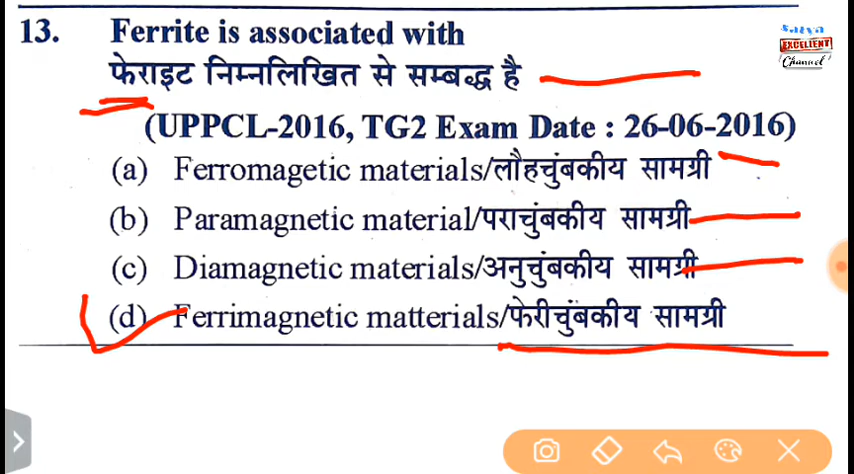 Satya
EXCELLENT
Channel
13. Ferrite is associated with
फेराइट निम्नलिखित से सम्बद्ध है
(UPPCL-2016, TG2 Exam Date : 26-06-2016)
(a) Ferromagetic materials/लौहचुंबकीय सामग्री
(b) Paramagnetic material/पराचुंबकीय सामग्री
(c) Diamagnetic materials/अनुचुंबकीय सामग्री
(d) Ferrimagnetic matterials/फेरीचुंबकीय सामग्री